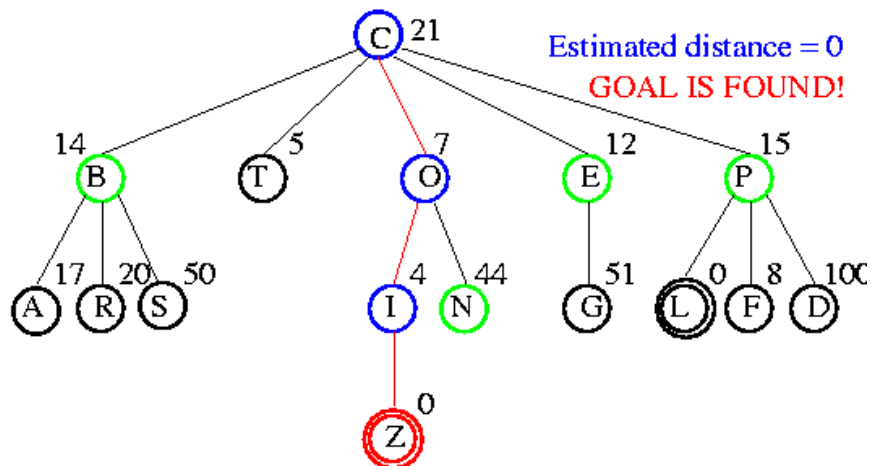 C 21
Estimated distance = 0
GOAL IS FOUND!
14 5 7 12 15
B T O E P
17 20 50 4 44 51 0 8 100
A R S I N G L F D
0
Z